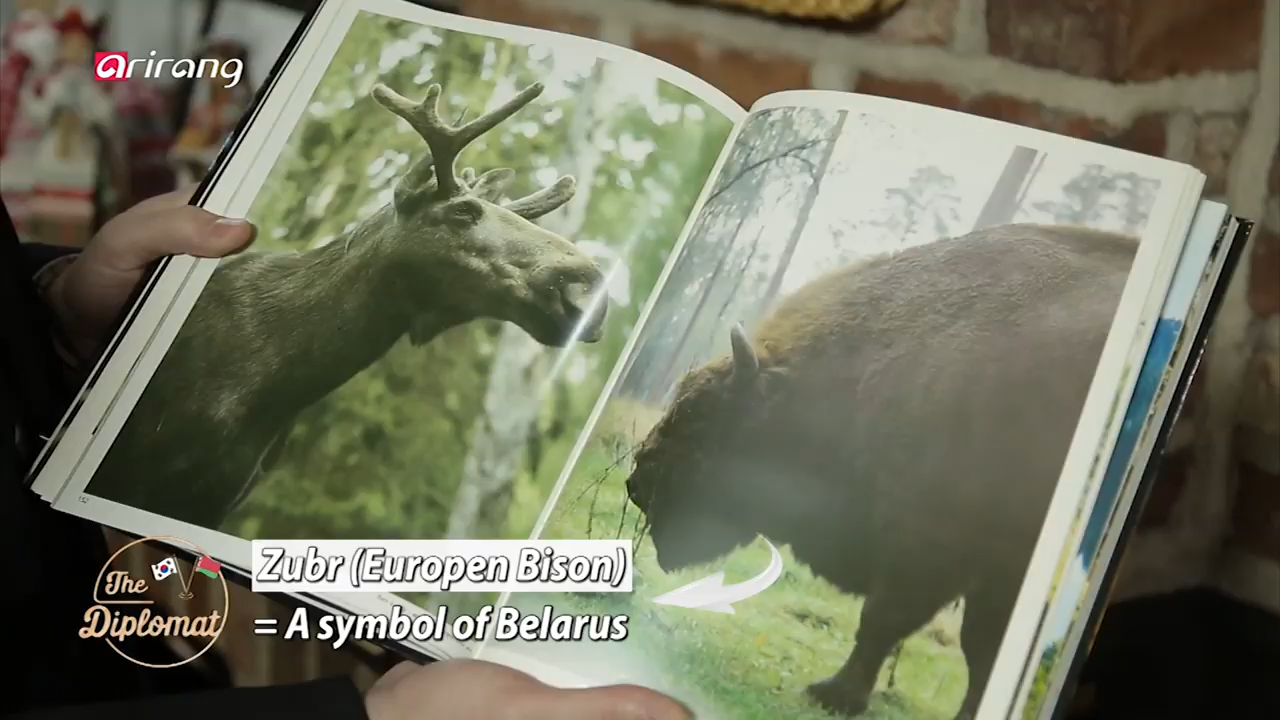 arirang
The
Diplomat
Zubr (Europen Bison)
= A symbol of Belarus